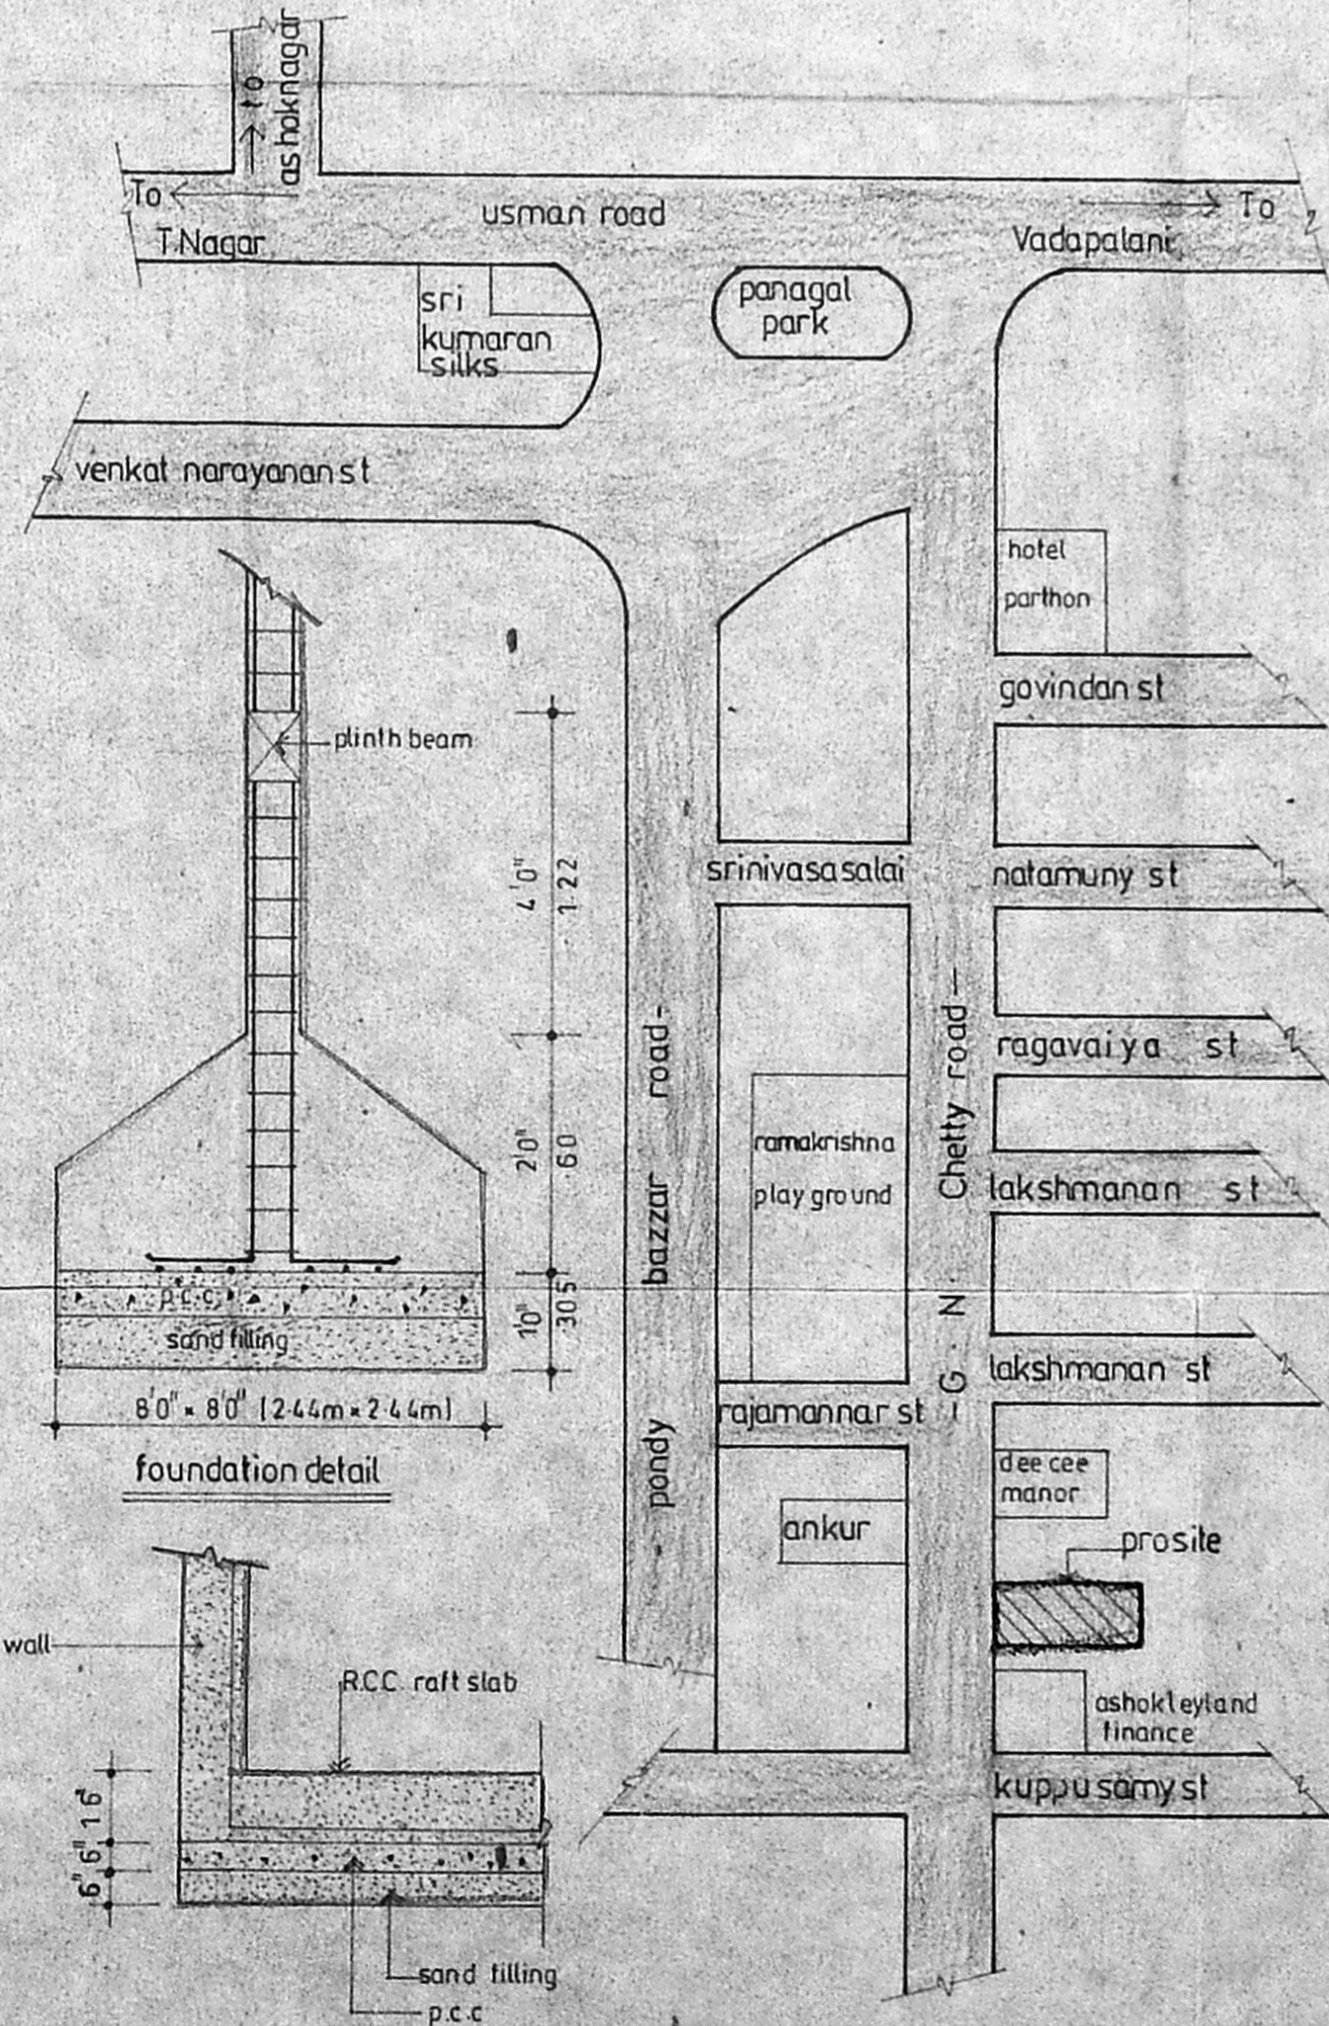 to
ashoknagar
To
T.Nagar
usman road
To
Vadapalani
sri
kumaran
silks
panagal
park
venkat narayanan st
hotel
parthon
govindan st
plinth beam
4'0"
1.22
srinivasa salai
natamuny st
ragavaiya st
ramakrishna
play ground
2'0"
.60
lakshmanan st
pondy bazzar road
G. N. Chetty road
p.c.c
sand filling
1'0"
.305
8'0" × 8'0" (2.44m × 2.44m)
foundation detail
lakshmanan st
rajamannar st
dee cee
manor
ankur
prosite
wall
R.C.C. raft slab
ashokleyland
finance
kuppusamy st
1'6"
6"
6"
sand filling
p.c.c